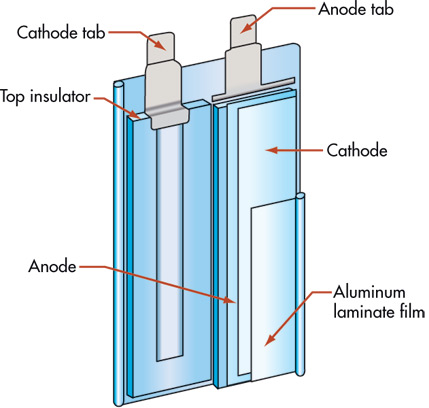 Anode tab
Cathode tab
Top insulator
Cathode
Anode
Aluminum
laminate film